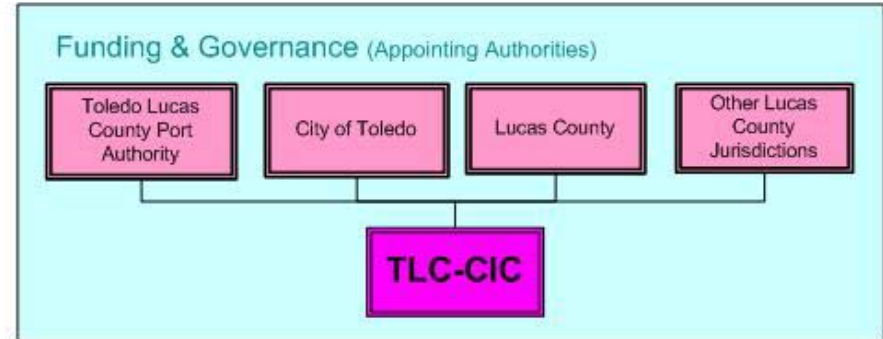 Funding & Governance (Appointing Authorities)
Toledo Lucas
County Port
Authority
City of Toledo
Lucas County
Other Lucas
County
Jurisdictions
TLC-CIC